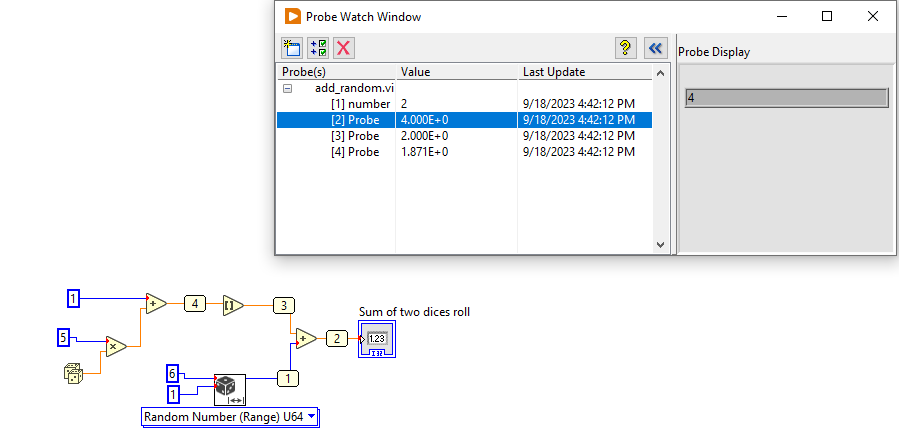 Probe Watch Window
?
Probe Display
Probe(s) Value Last Update
add_random.vi
[1] number 2 9/18/2023 4:42:12 PM
[2] Probe 4.000E+0 9/18/2023 4:42:12 PM
[3] Probe 2.000E+0 9/18/2023 4:42:12 PM
[4] Probe 1.871E+0 9/18/2023 4:42:12 PM
4
1
+
4
[]
3
Sum of two dices roll
5
×
+
2
1.23
I32
6
1
1
Random Number (Range) U64